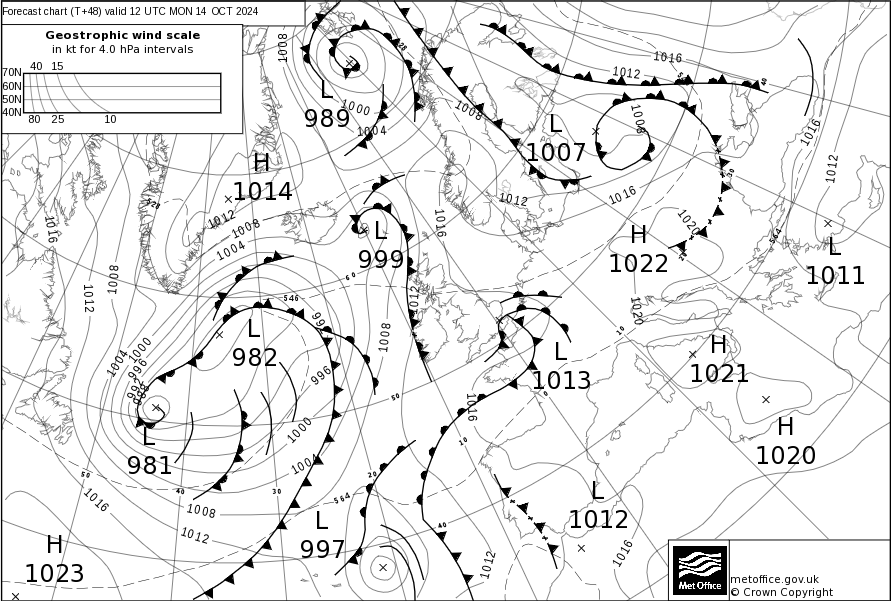 Forecast chart (T+48) valid 12 UTC MON 14 OCT 2024
Geostrophic wind scale
in kt for 4.0 hPa intervals
40 15
70N
60N
50N
40N
80 25 10
1008
L
989
1000
1004
528
1016
1012
40
1008
L
1007
1008
1016
1012
H
1014
1012
1008
1004
528
1016
1012
1016
1020
H
1022
564
L
1011
L
999
1016
1008
1012
60
546
1012
1008
L
982
996
1020
10
1004
1000
996
992
988
996
L
1013
H
1021
50
0
1016
L
981
1000
1004
10
H
1020
50
40
30
20
564
1016
1008
1012
L
997
40
L
1012
H
1023
1012
1016
Met Office
metoffice.gov.uk
© Crown Copyright